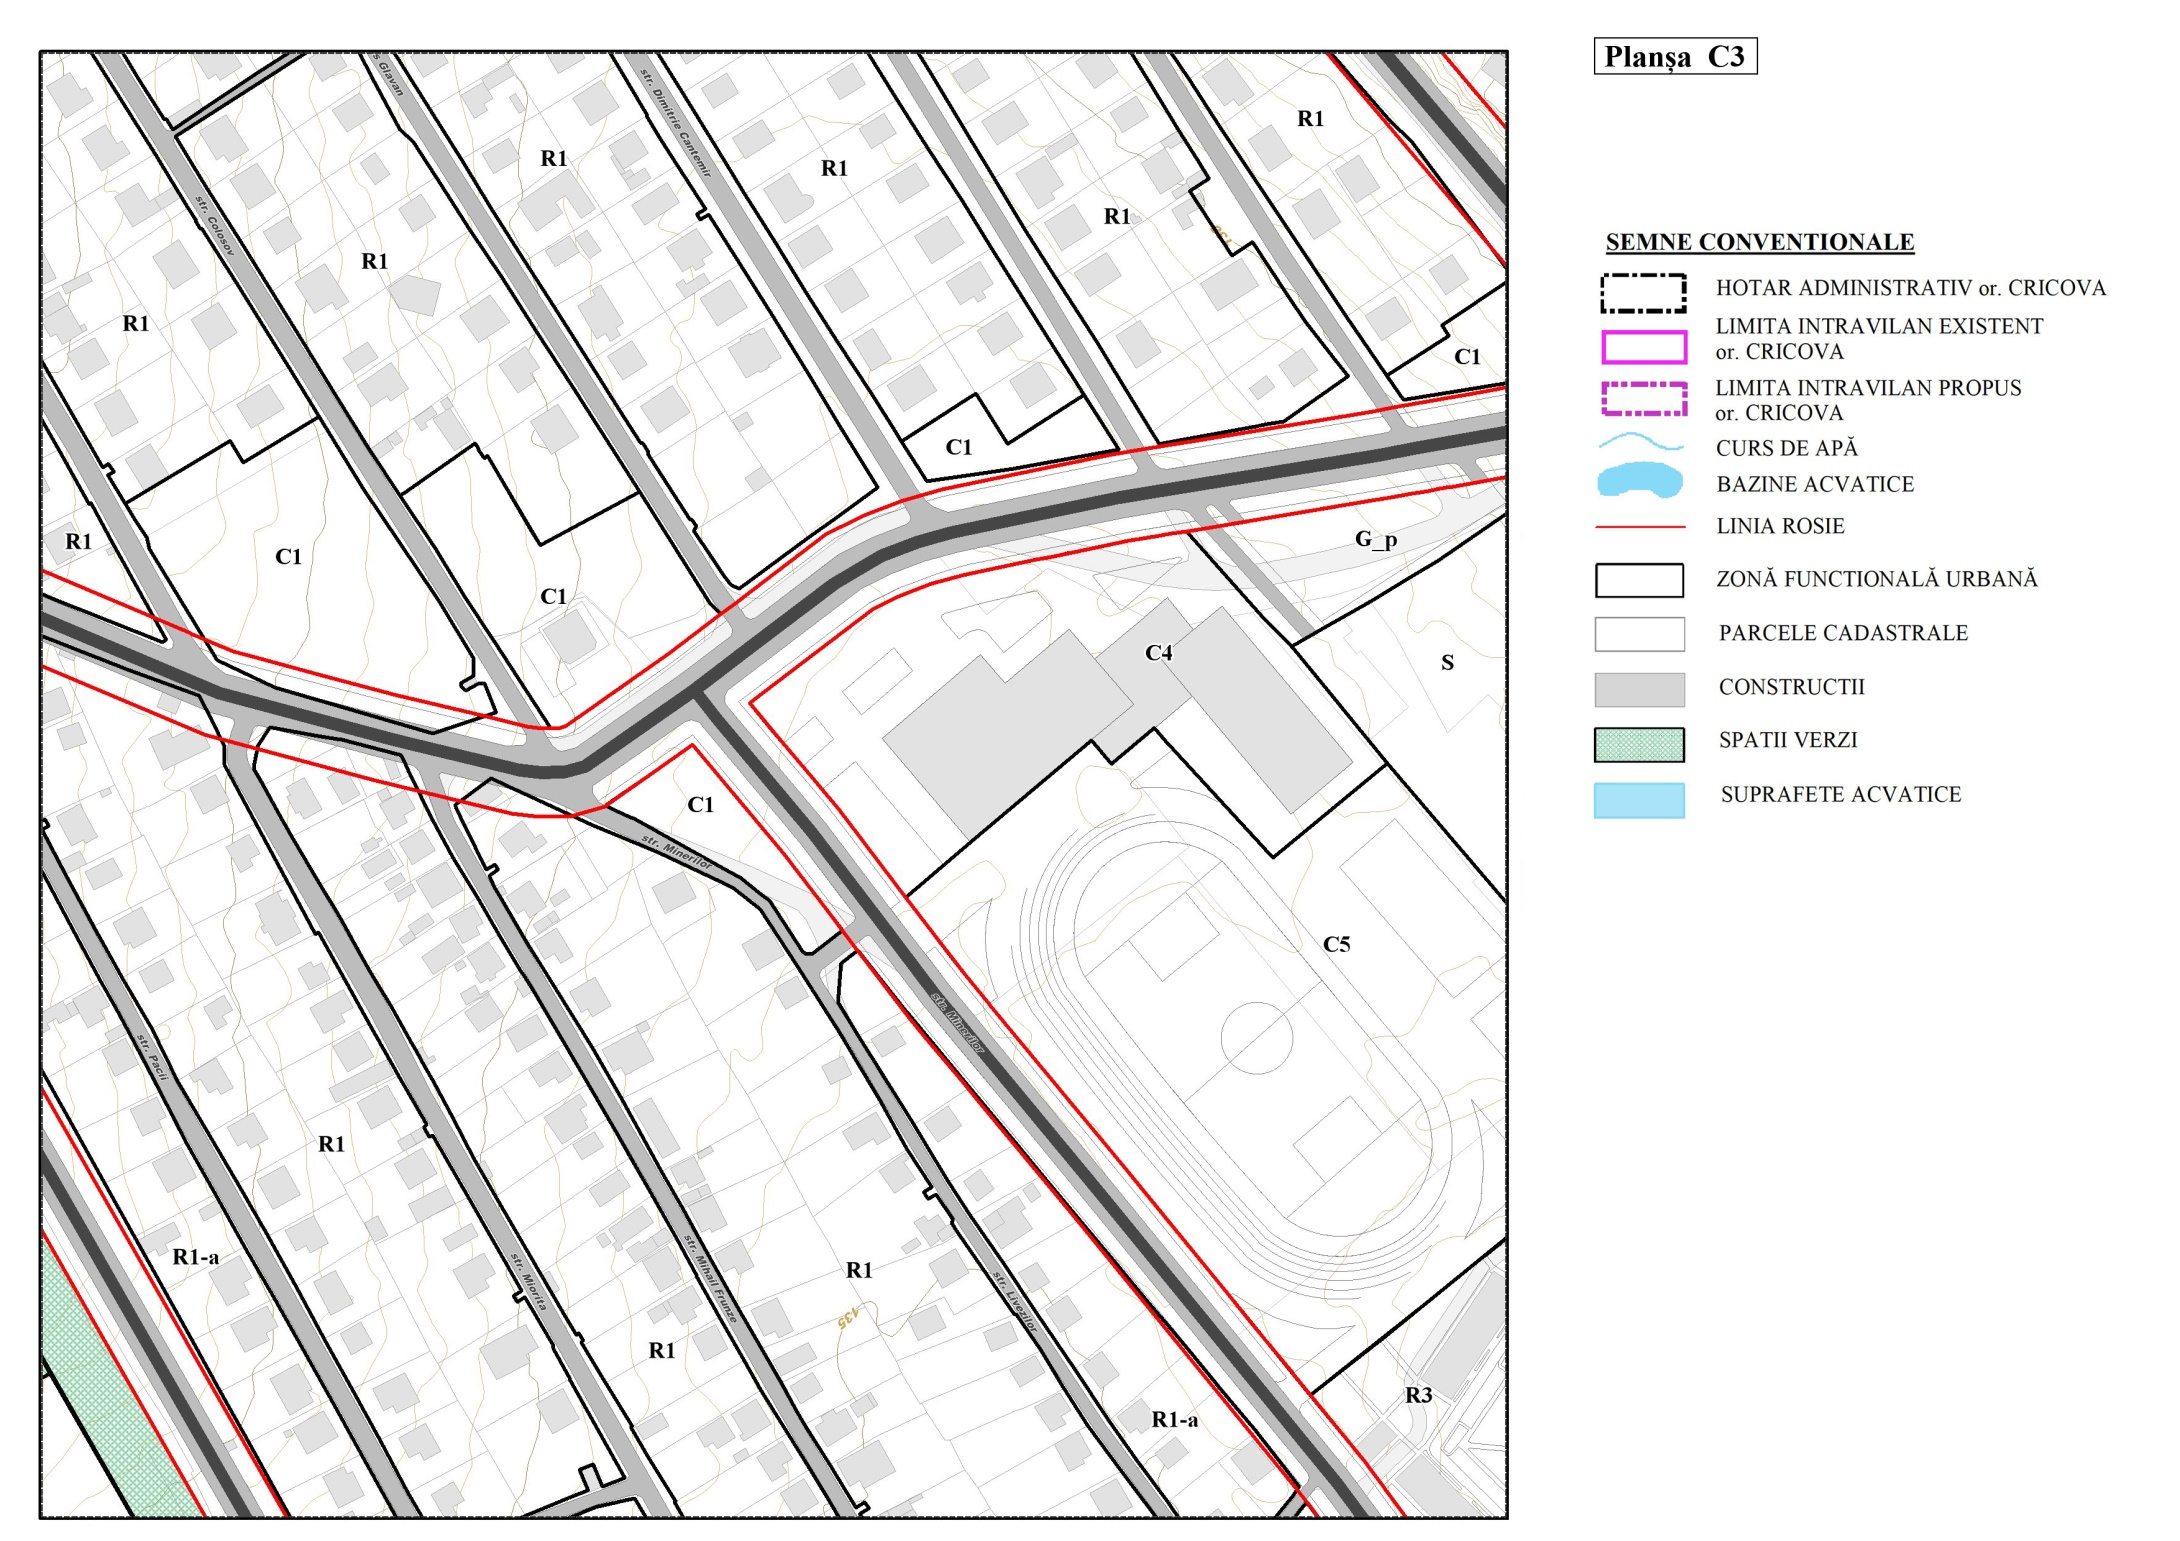 Planșa C3
SEMNE CONVENTIONALE
HOTAR ADMINISTRATIV or. CRICOVA
LIMITA INTRAVILAN EXISTENT
or. CRICOVA
LIMITA INTRAVILAN PROPUS
or. CRICOVA
CURS DE APĂ
BAZINE ACVATICE
LINIA ROSIE
ZONĂ FUNCTIONALĂ URBANĂ
PARCELE CADASTRALE
CONSTRUCTII
SPATII VERZI
SUPRAFETE ACVATICE
s Glavan
str. Dimitrie Cantemir
R1
R1
R1
str. Colosov
R1
R1
R1
C1
C1
R1
C1
G_p
C1
C4
S
C1
str. Minerilor
C5
str. Minerilor
str. Pacii
R1
R1-a
str. Miorita
str. Mihail Frunze
R1
str. Livezilor
435
R1
R3
R1-a